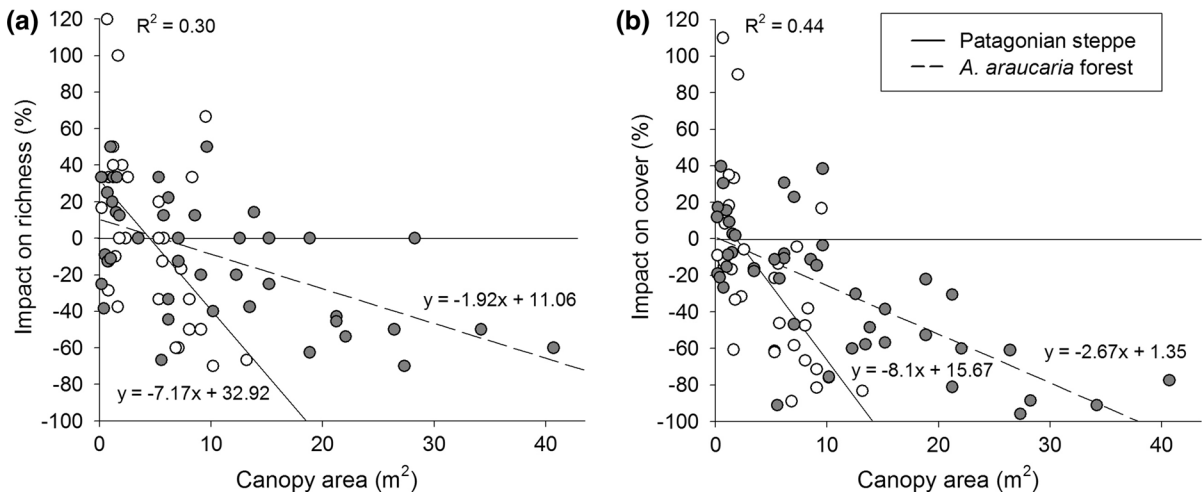 (a)
R² = 0.30
Impact on richness (%)
120
100
80
60
40
20
0
-20
-40
-60
-80
-100
y = -1.92x + 11.06
y = -7.17x + 32.92
0
10
20
30
40
Canopy area (m²)
(b)
R² = 0.44
Patagonian steppe
A. araucaria forest
Impact on cover (%)
120
100
80
60
40
20
0
-20
-40
-60
-80
-100
y = -2.67x + 1.35
y = -8.1x + 15.67
0
10
20
30
40
Canopy area (m²)